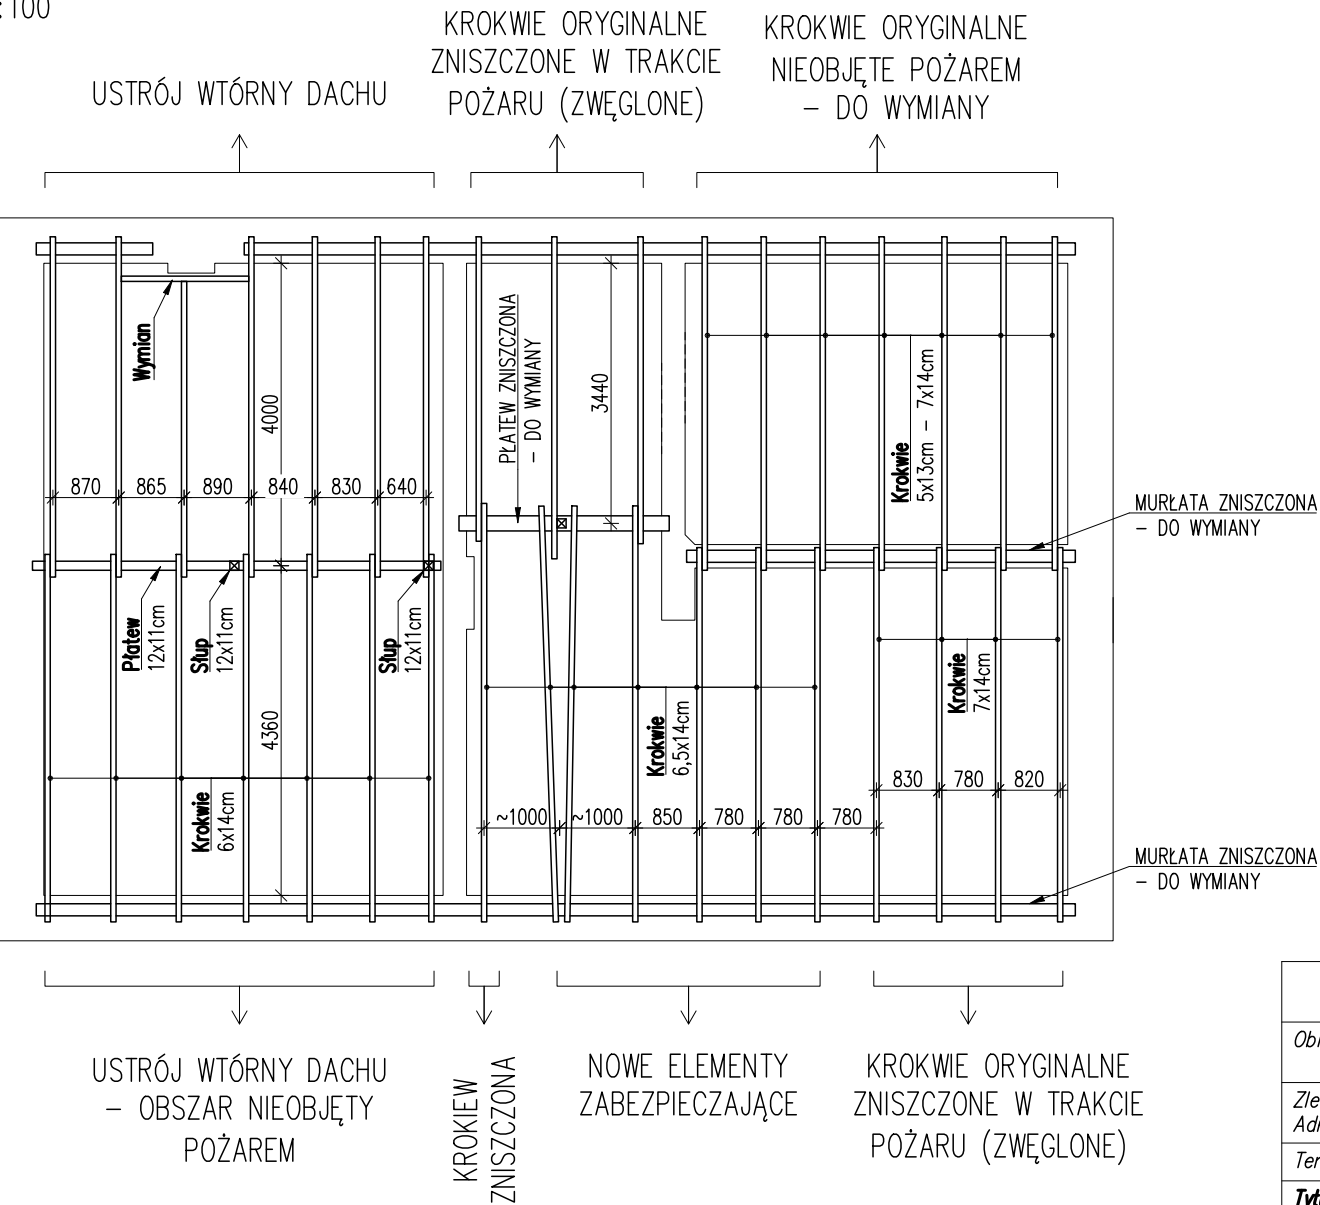 :100
USTRÓJ WTÓRNY DACHU
KROKWIE ORYGINALNE
ZNISZCZONE W TRAKCIE
POŻARU (ZWĘGLONE)
KROKWIE ORYGINALNE
NIEOBJĘTE POŻAREM
– DO WYMIANY
Wymian
4000
PŁATEW ZNISZCZONA
– DO WYMIANY
3440
Krokwie
5x13cm – 7x14cm
870
865
890
840
830
640
MURŁATA ZNISZCZONA
– DO WYMIANY
Płatew
12x11cm
Słup
12x11cm
Słup
12x11cm
4360
Krokwie
6x14cm
Krokwie
6,5x14cm
Krokwie
7x14cm
830
780
820
~1000
~1000
850
780
780
780
MURŁATA ZNISZCZONA
– DO WYMIANY
USTRÓJ WTÓRNY DACHU
– OBSZAR NIEOBJĘTY
POŻAREM
KROKIEW
ZNISZCZONA
NOWE ELEMENTY
ZABEZPIECZAJĄCE
KROKWIE ORYGINALNE
ZNISZCZONE W TRAKCIE
POŻARU (ZWĘGLONE)